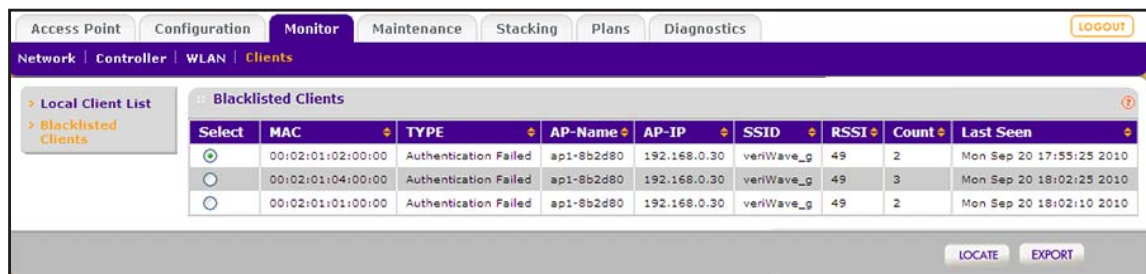 Access Point Configuration Monitor Maintenance Stacking Plans Diagnostics LOGOUT
Network | Controller | WLAN | Clients
> Local Client List
> Blacklisted
Clients
Blacklisted Clients ?
Select MAC TYPE AP-Name AP-IP SSID RSSI Count Last Seen
00:02:01:02:00:00 Authentication Failed ap1-8b2d80 192.168.0.30 veriWave_g 49 2 Mon Sep 20 17:55:25 2010
00:02:01:04:00:00 Authentication Failed ap1-8b2d80 192.168.0.30 veriWave_g 49 3 Mon Sep 20 18:02:25 2010
00:02:01:01:00:00 Authentication Failed ap1-8b2d80 192.168.0.30 veriWave_g 49 2 Mon Sep 20 18:02:10 2010
LOCATE EXPORT